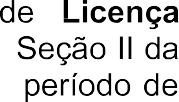 de Licença
Seção II da
período de